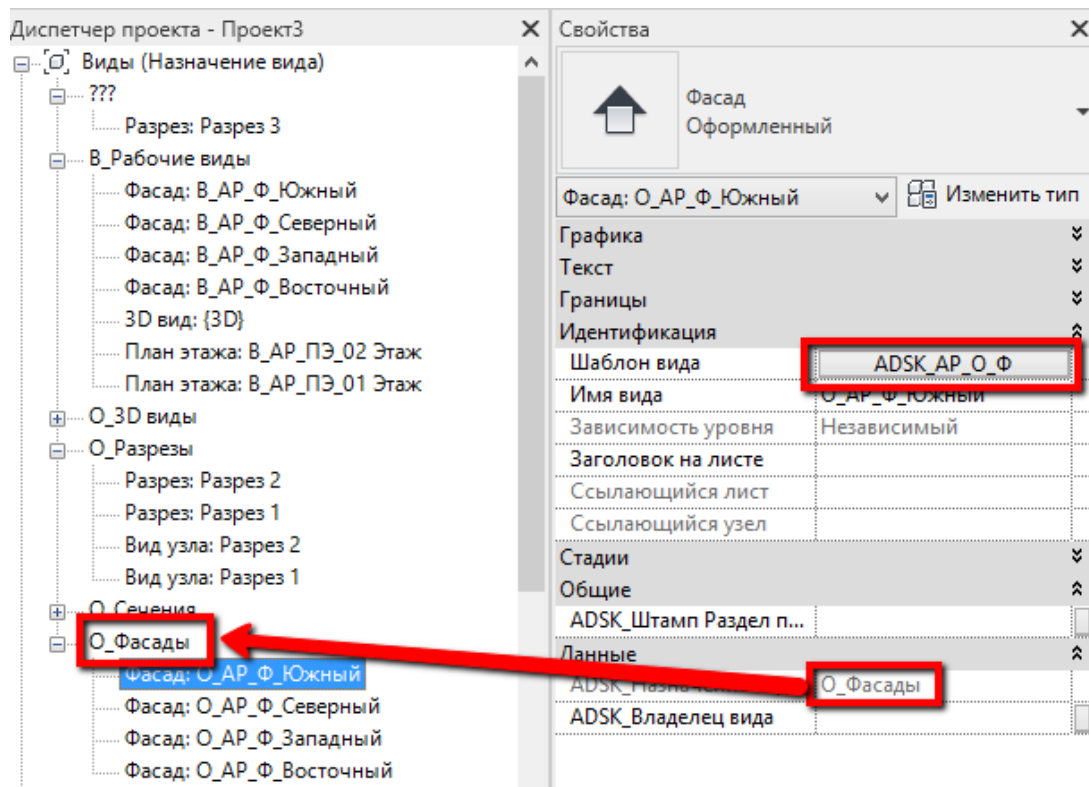 Диспетчер проекта - Проект3
Виды (Назначение вида)
???
Разрез: Разрез 3
В_Рабочие виды
Фасад: В_АР_Ф_Южный
Фасад: В_АР_Ф_Северный
Фасад: В_АР_Ф_Западный
Фасад: В_АР_Ф_Восточный
3D вид: {3D}
План этажа: В_АР_ПЭ_02 Этаж
План этажа: В_АР_ПЭ_01 Этаж
О_3D виды
О_Разрезы
Разрез: Разрез 2
Разрез: Разрез 1
Вид узла: Разрез 2
Вид узла: Разрез 1
О_Сечения
О_Фасады
Фасад: О_АР_Ф_Южный
Фасад: О_АР_Ф_Северный
Фасад: О_АР_Ф_Западный
Фасад: О_АР_Ф_Восточный
Свойства
Фасад
Оформленный
Фасад: О_АР_Ф_Южный
Изменить тип
Графика
Текст
Границы
Идентификация
Шаблон вида ADSK_АР_О_Ф
Имя вида О_АР_Ф_Южный
Зависимость уровня Независимый
Заголовок на листе
Ссылающийся лист
Ссылающийся узел
Стадии
Общие
ADSK_Штамп Раздел п...
Данные
О_Фасады
ADSK_Владелец вида